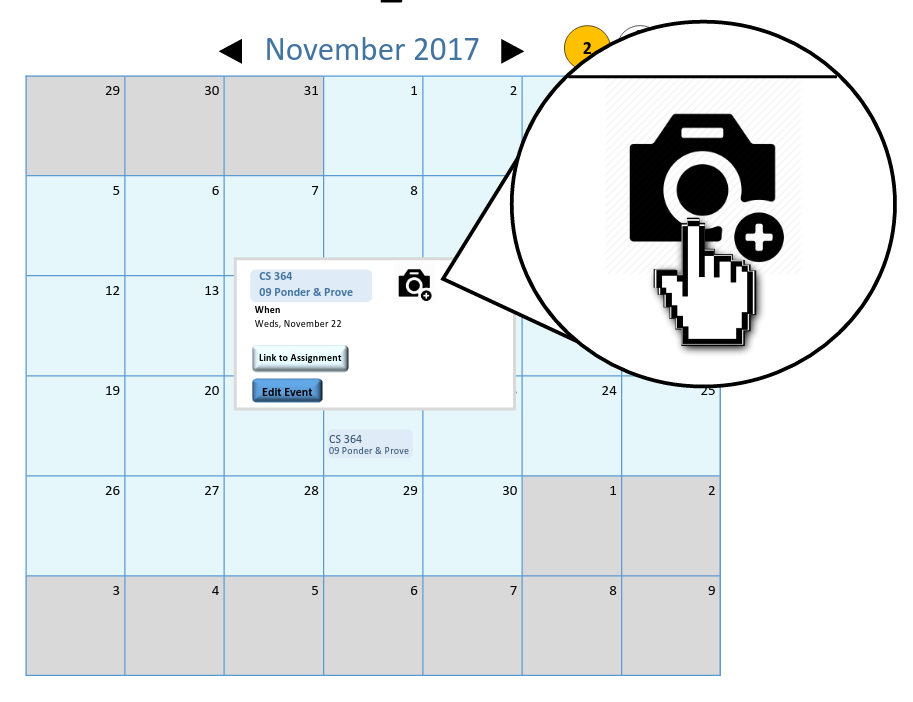 November 2017
2
29 30 31 1 2
5 6 7 8
CS 364
09 Ponder & Prove
When
Weds, November 22
Link to Assignment
Edit Event
12 13
19 20 24 25
CS 364
09 Ponder & Prove
26 27 28 29 30 1 2
3 4 5 6 7 8 9